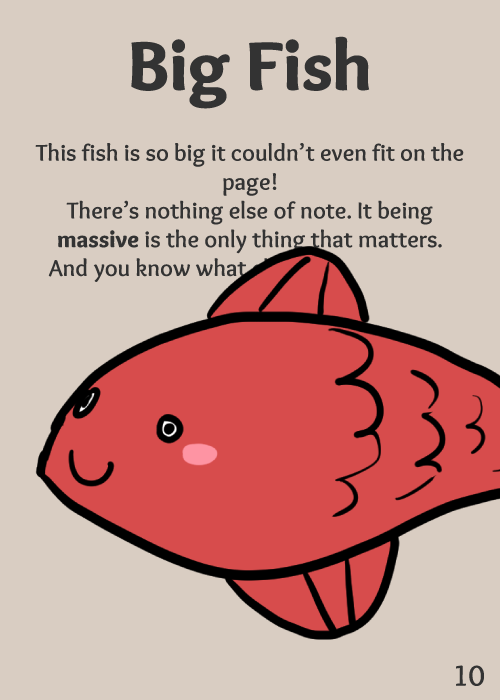 Big Fish
This fish is so big it couldn’t even fit on the
page!
There’s nothing else of note. It being
massive is the only thing that matters.
And you know what
10